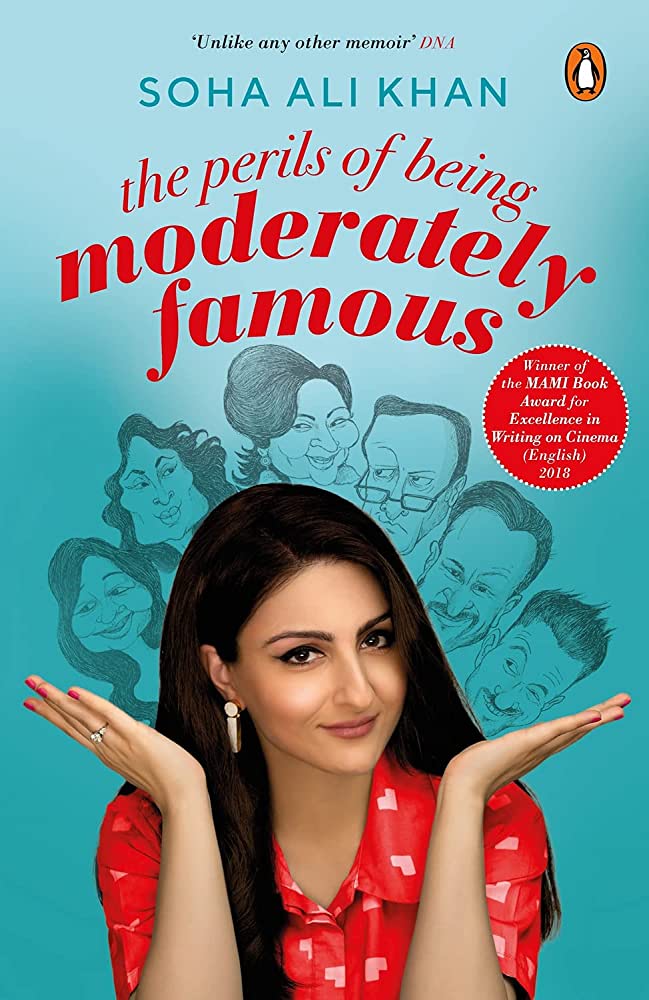 ‘Unlike any other memoir’ DNA
SOHA ALI KHAN
the perils of being
moderately
famous
Winner of
the MAMI Book
Award for
Excellence in
Writing on Cinema
(English)
2018